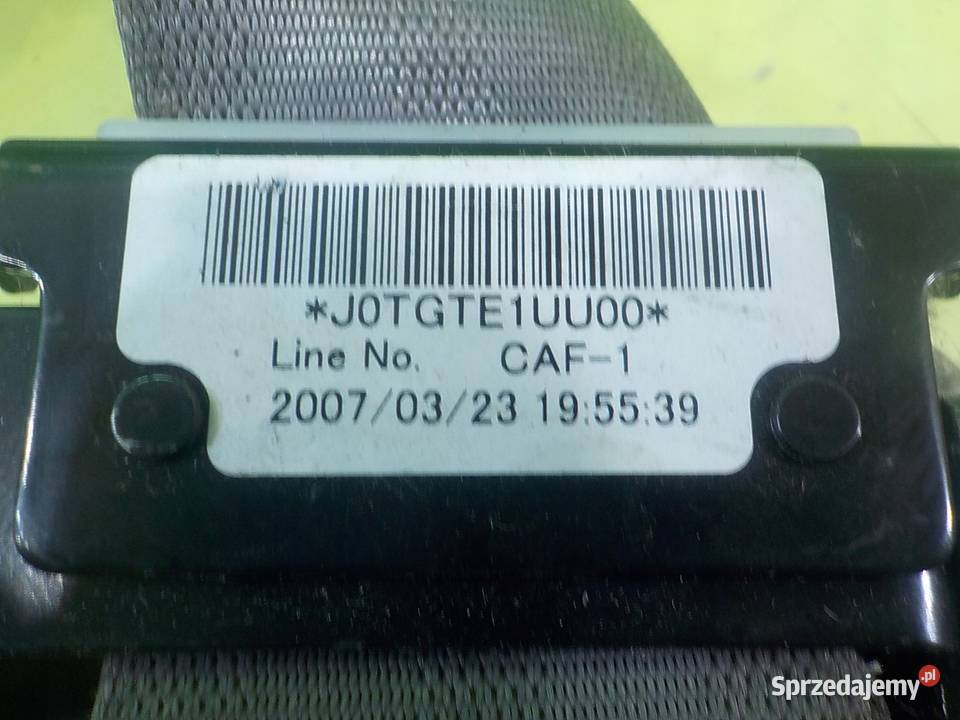 *J0TGTE1UU00*
Line No. CAF-1
2007/03/23 19:55:39
Sprzedajemy.pl